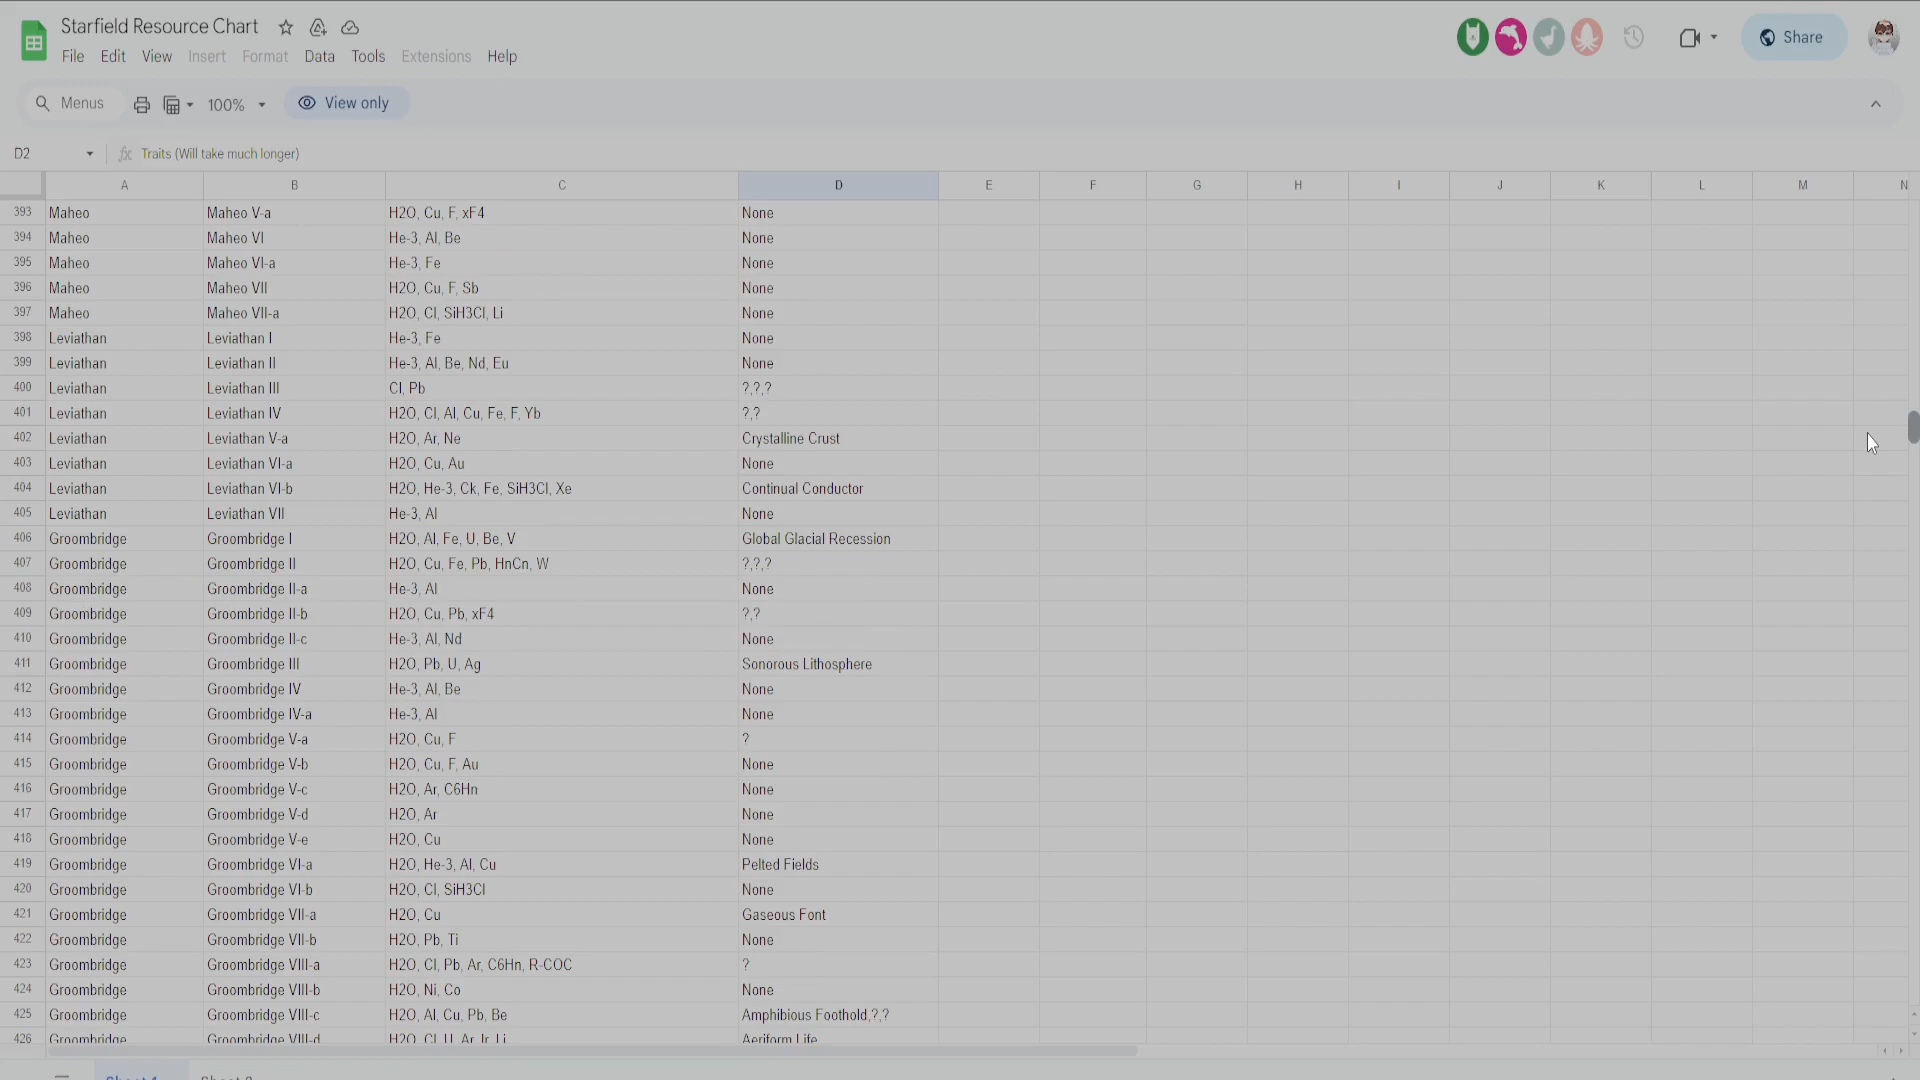 Starfield Resource Chart
File Edit View Insert Format Data Tools Extensions Help
Share
Menus 100% View only
D2 fx Traits (Will take much longer)
A B C D E F G H I J K L M N
393 Maheo Maheo V-a H2O, Cu, F, xF4 None
394 Maheo Maheo VI He-3, Al, Be None
395 Maheo Maheo VI-a He-3, Fe None
396 Maheo Maheo VII H2O, Cu, F, Sb None
397 Maheo Maheo VII-a H2O, Cl, SiH3Cl, Li None
398 Leviathan Leviathan I He-3, Fe None
399 Leviathan Leviathan II He-3, Al, Be, Nd, Eu None
400 Leviathan Leviathan III Cl, Pb ?,?,?
401 Leviathan Leviathan IV H2O, Cl, Al, Cu, Fe, F, Yb ?,?
402 Leviathan Leviathan V-a H2O, Ar, Ne Crystalline Crust
403 Leviathan Leviathan VI-a H2O, Cu, Au None
404 Leviathan Leviathan VI-b H2O, He-3, Ck, Fe, SiH3Cl, Xe Continual Conductor
405 Leviathan Leviathan VII He-3, Al None
406 Groombridge Groombridge I H2O, Al, Fe, U, Be, V Global Glacial Recession
407 Groombridge Groombridge II H2O, Cu, Fe, Pb, HnCn, W ?,?,?
408 Groombridge Groombridge II-a He-3, Al None
409 Groombridge Groombridge II-b H2O, Cu, Pb, xF4 ?,?
410 Groombridge Groombridge II-c He-3, Al, Nd None
411 Groombridge Groombridge III H2O, Pb, U, Ag Sonorous Lithosphere
412 Groombridge Groombridge IV He-3, Al, Be None
413 Groombridge Groombridge IV-a He-3, Al None
414 Groombridge Groombridge V-a H2O, Cu, F ?
415 Groombridge Groombridge V-b H2O, Cu, F, Au None
416 Groombridge Groombridge V-c H2O, Ar, C6Hn None
417 Groombridge Groombridge V-d H2O, Ar None
418 Groombridge Groombridge V-e H2O, Cu None
419 Groombridge Groombridge VI-a H2O, He-3, Al, Cu Pelted Fields
420 Groombridge Groombridge VI-b H2O, Cl, SiH3Cl None
421 Groombridge Groombridge VII-a H2O, Cu Gaseous Font
422 Groombridge Groombridge VII-b H2O, Pb, Ti None
423 Groombridge Groombridge VIII-a H2O, Cl, Pb, Ar, C6Hn, R-COC ?
424 Groombridge Groombridge VIII-b H2O, Ni, Co None
425 Groombridge Groombridge VIII-c H2O, Al, Cu, Pb, Be Amphibious Foothold,?,?
426 Groombridge Groombridge VIII-d H2O, Cl, U, Ar, Ir, Li Aeriform Life